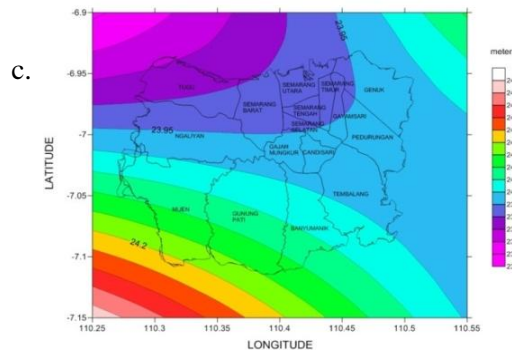 c.
-6.9
-6.95
-7
-7.05
-7.1
-7.15
LATITUDE
110.25
110.3
110.35
110.4
110.45
110.5
110.55
LONGITUDE
23.95
23.95
24.2
TUGU
SEMARANG
BARAT
SEMARANG
UTARA
SEMARANG
TIMUR
GENUK
SEMARANG
TENGAH
GAYAMSARI
SEMARANG
SELATAN
PEDURUNGAN
NGALIYAN
GAJAH
MUNGKUR
CANDISARI
TEMBALANG
MIJEN
GUNUNG
PATI
BANYUMANIK
meter